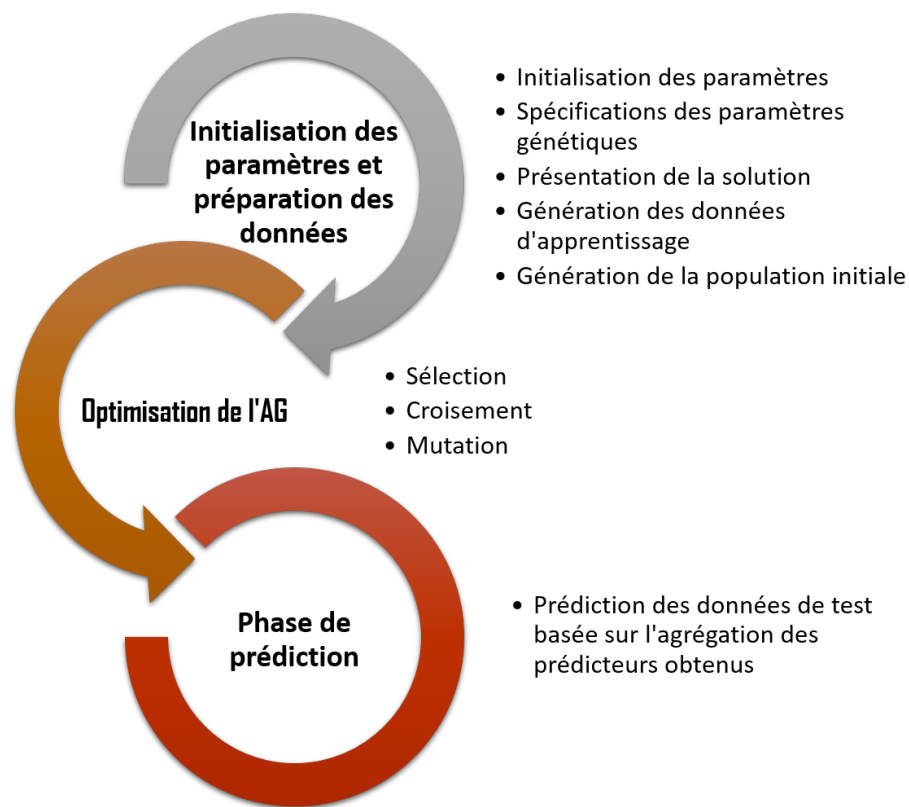 Initialisation des
paramètres et
préparation des
données
• Initialisation des paramètres
• Spécifications des paramètres
génétiques
• Présentation de la solution
• Génération des données
d'apprentissage
• Génération de la population initiale
Optimisation de l'AG
• Sélection
• Croisement
• Mutation
Phase de
prédiction
• Prédiction des données de test
basée sur l'agrégation des
prédicteurs obtenus